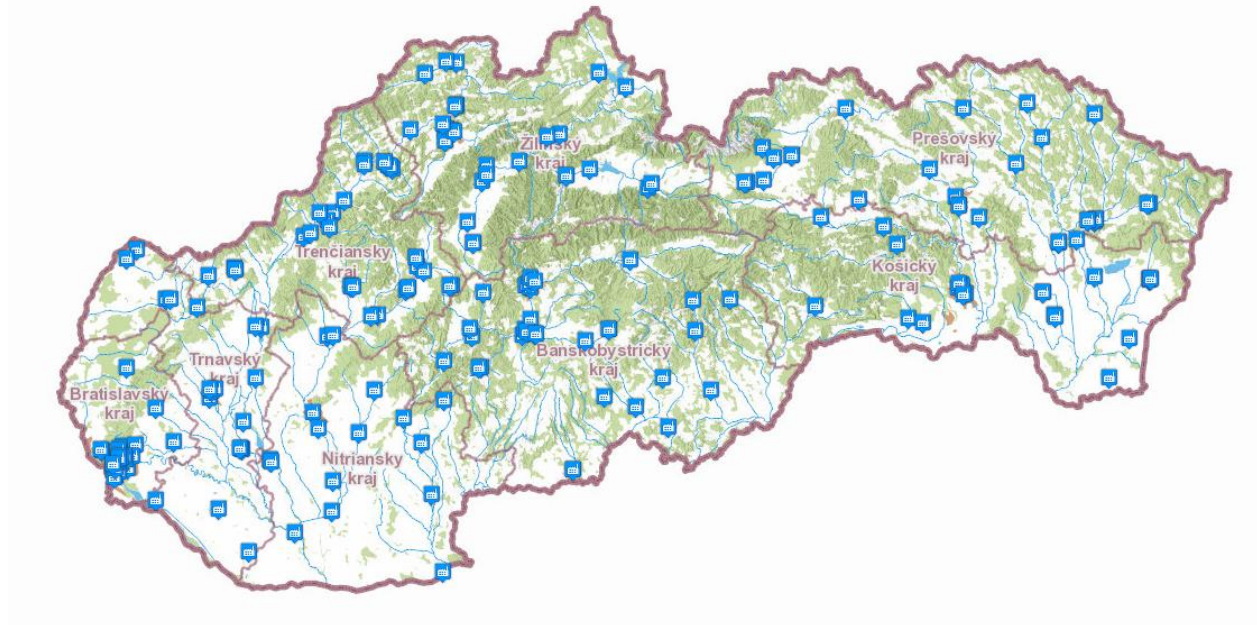 Žilinský
kraj
Prešovský
kraj
Trenčiansky
kraj
Košický
kraj
Banskobystrický
kraj
Trnavský
kraj
Bratislavský
kraj
Nitriansky
kraj